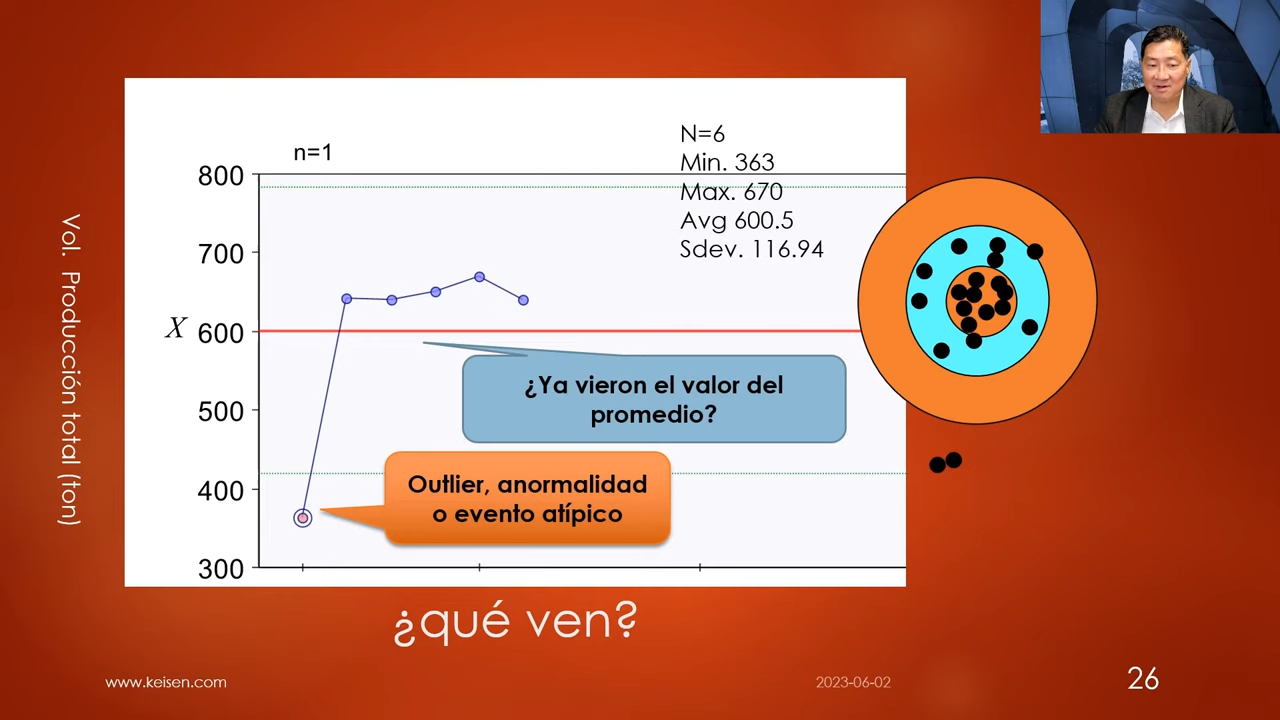 n=1
N=6
Min. 363
Max. 670
Avg 600.5
Sdev. 116.94
800
700
X 600
500
400
300
Vol. Producción total (ton)
¿Ya vieron el valor del
promedio?
Outlier, anormalidad
o evento atípico
¿qué ven?
www.keisen.com
2023-06-02
26